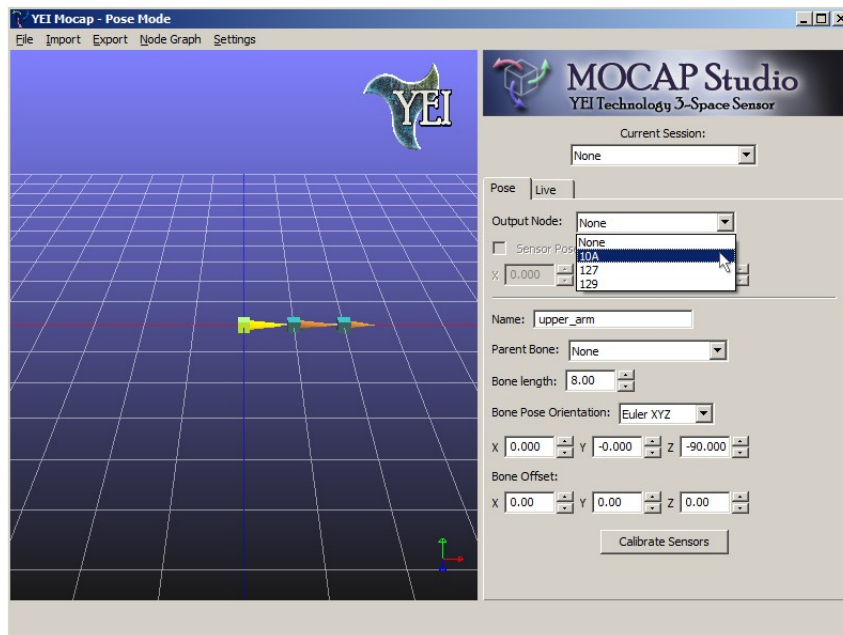 YEI Mocap - Pose Mode
File Import Export Node Graph Settings
YEI
MOCAP Studio
YEI Technology 3-Space Sensor
Current Session:
None
Pose Live
Output Node: None
None
Sensor Pos
10A
X 0.000
127
129
Name: upper_arm
Parent Bone: None
Bone length: 8.00
Bone Pose Orientation: Euler XYZ
X 0.000 Y -0.000 Z -90.000
Bone Offset:
X 0.00 Y 0.00 Z 0.00
Calibrate Sensors